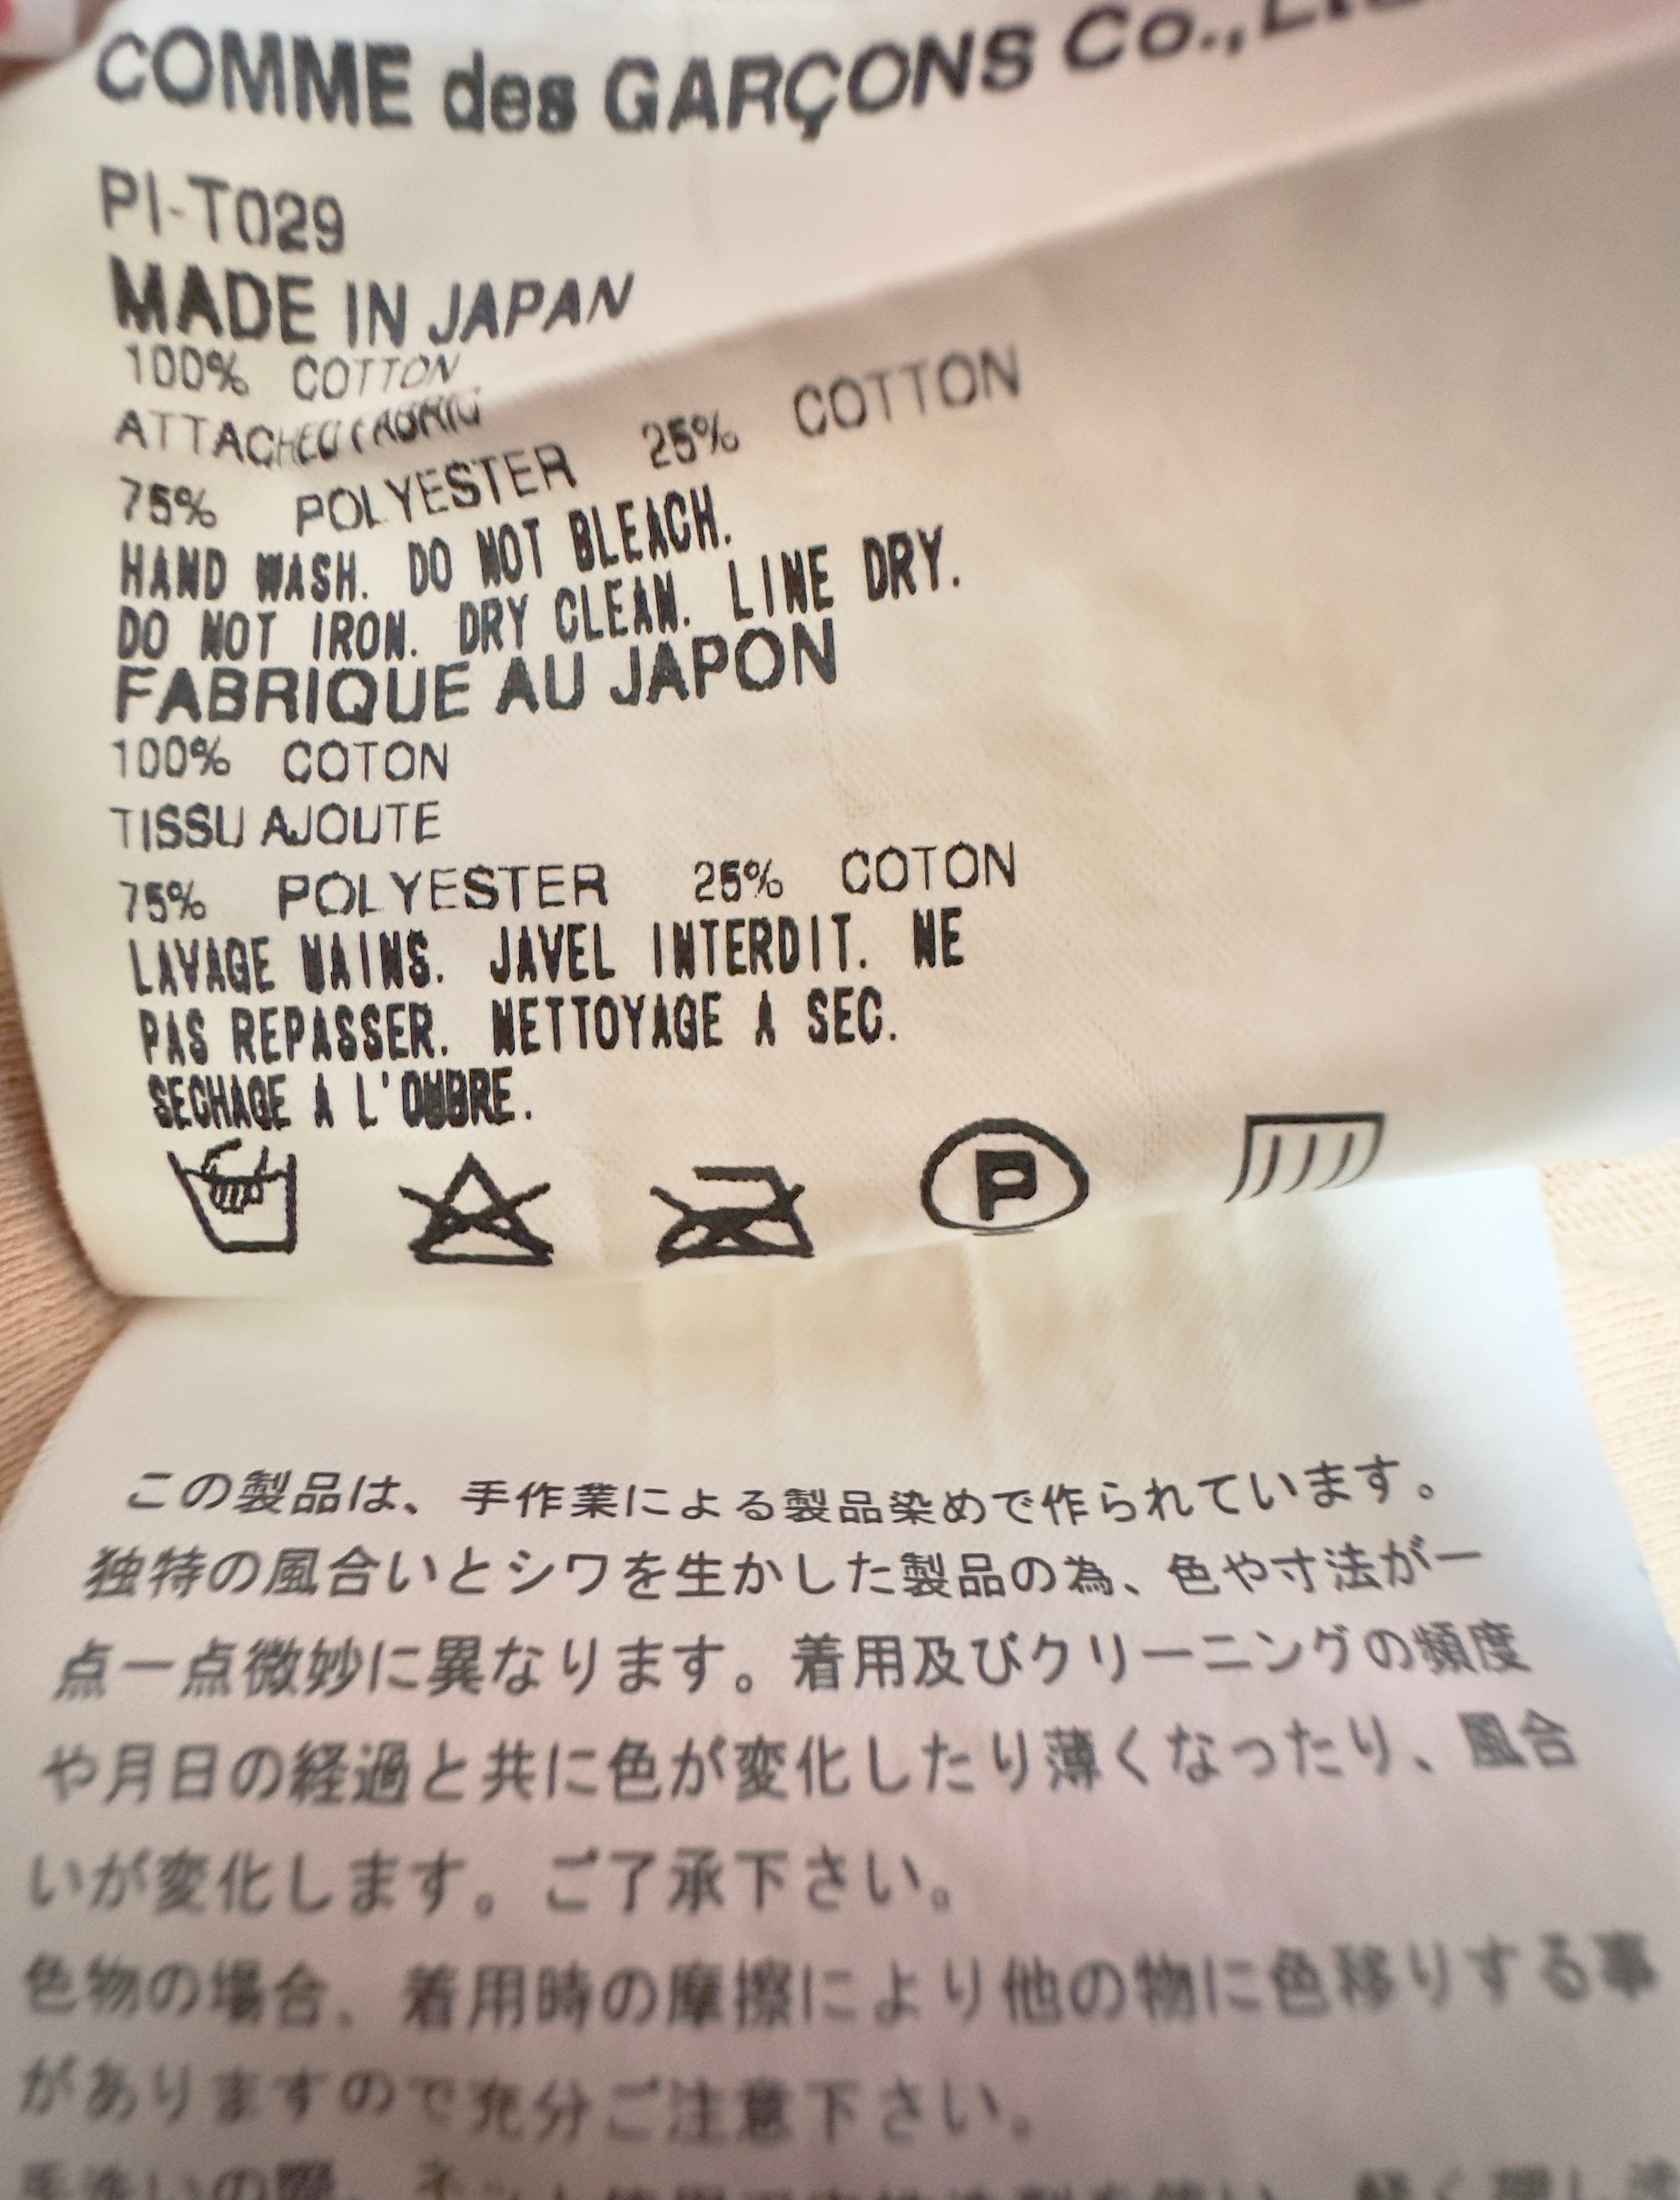 COMME des GARÇONS Co.,Ltd.
PI-T029
MADE IN JAPAN
100% COTTON
ATTACHED FABRIC
75% POLYESTER 25% COTTON
HAND WASH. DO NOT BLEACH.
DO NOT IRON. DRY CLEAN. LINE DRY.
FABRIQUE AU JAPON
100% COTON
TISSU AJOUTE
75% POLYESTER 25% COTON
LAVAGE MAINS. JAVEL INTERDIT. NE
PAS REPASSER. NETTOYAGE A SEC.
SECHAGE A L'OMBRE.
P
この製品は、手作業による製品染めで作られています。
独特の風合いとシワを生かした製品の為、色や寸法が一
点一点微妙に異なります。着用及びクリーニングの頻度
や月日の経過と共に色が変化したり薄くなったり、風合
いが変化します。ご了承下さい。
色物の場合、着用時の摩擦により他の物に色移りする事
がありますので充分ご注意下さい。
手洗いの際、